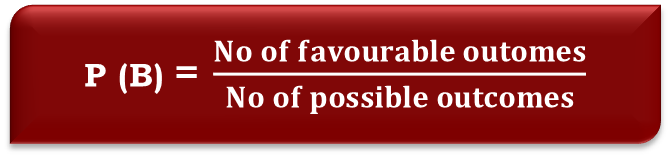 P (B) = No of favourable outomes
No of possible outcomes